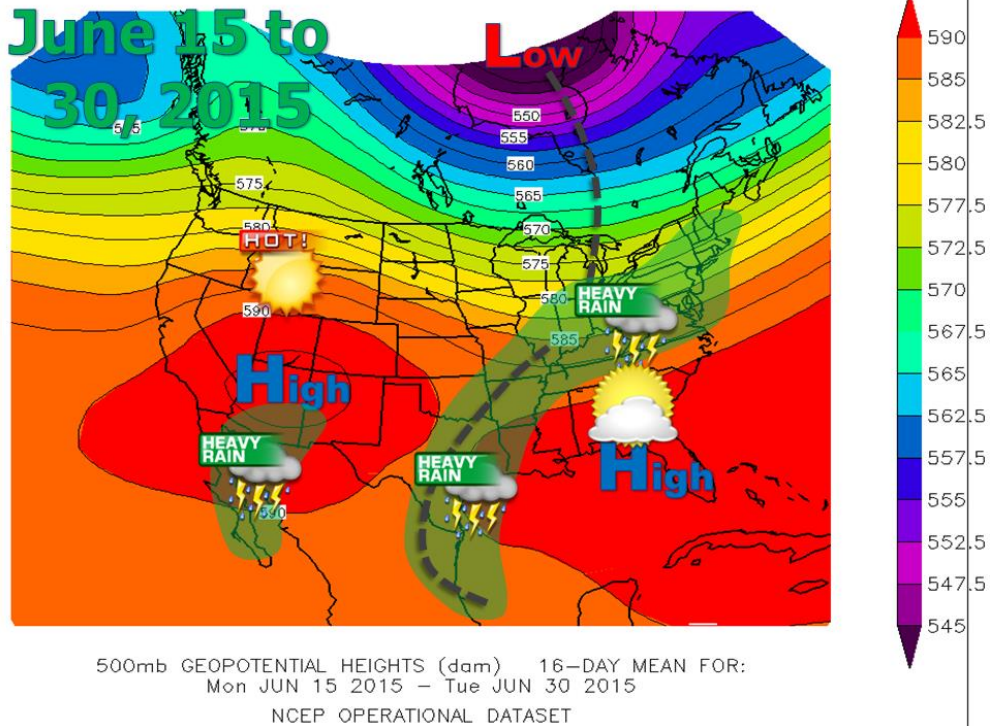 June 15 to
30, 2015
Low
550
555
560
565
570
575
580
585
575
580
HOT!
590
High
HEAVY
RAIN
590
HEAVY
RAIN
HEAVY
RAIN
High
590
585
582.5
580
577.5
572.5
570
567.5
565
562.5
557.5
555
552.5
547.5
545
500mb GEOPOTENTIAL HEIGHTS (dam) 16-DAY MEAN FOR:
Mon JUN 15 2015 - Tue JUN 30 2015
NCEP OPERATIONAL DATASET